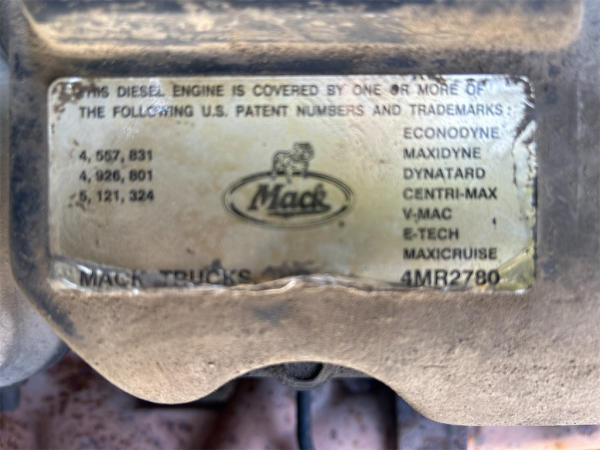 THIS DIESEL ENGINE IS COVERED BY ONE OR MORE OF
THE FOLLOWING U.S. PATENT NUMBERS AND TRADEMARKS:
ECONODYNE
4,557,831 MAXIDYNE
4,926,801 DYNATARD
5,121,324 CENTRI-MAX
Mack
V-MAC
E-TECH
MAXICRUISE
MACK TRUCKS 4MR2780